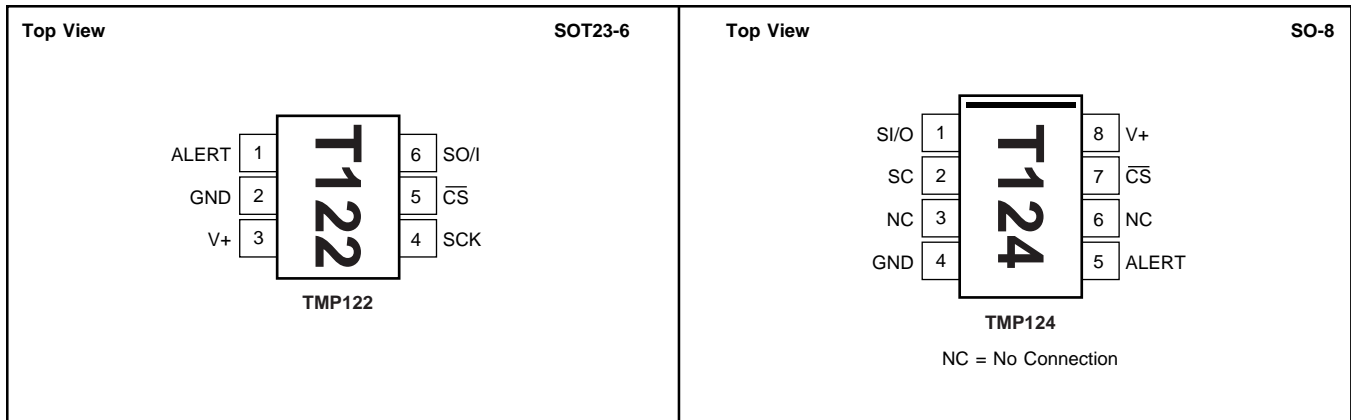 Top View SOT23-6
ALERT 1 6 SO/I
GND 2 5 C̅S̅
V+ 3 4 SCK
T122
TMP122
Top View SO-8
SI/O 1 8 V+
SC 2 7 C̅S̅
NC 3 6 NC
GND 4 5 ALERT
T124
TMP124
NC = No Connection